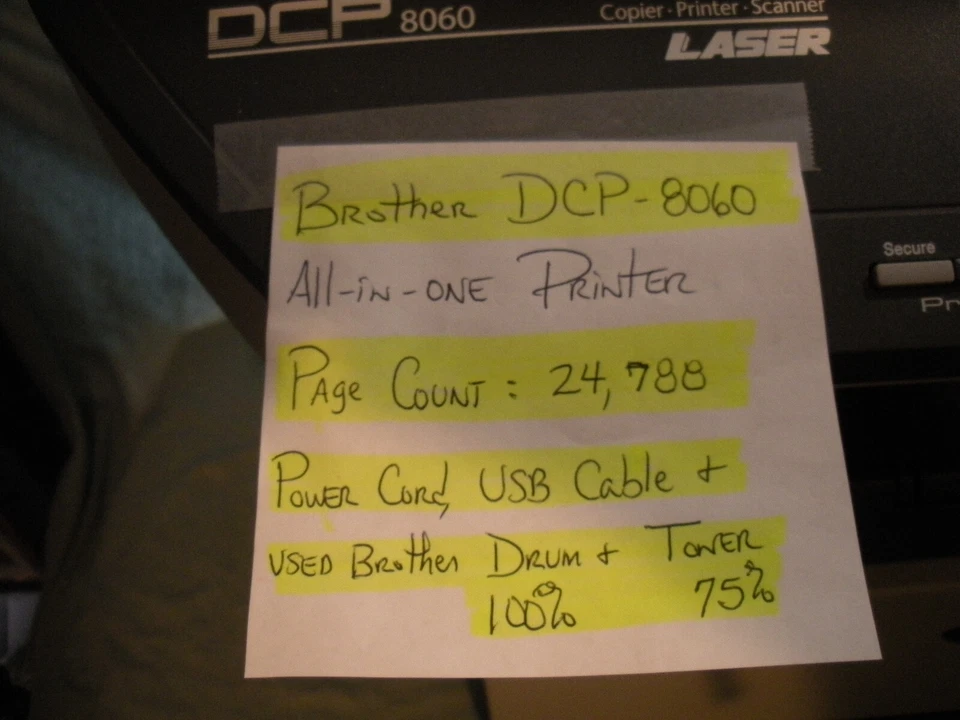 DCP 8060
Copier · Printer · Scanner
LASER
Brother DCP-8060
All-in-one Printer
Secure
Pr
Page Count: 24,788
Power Cord, USB Cable +
used Brother Drum + Toner
100% 75%